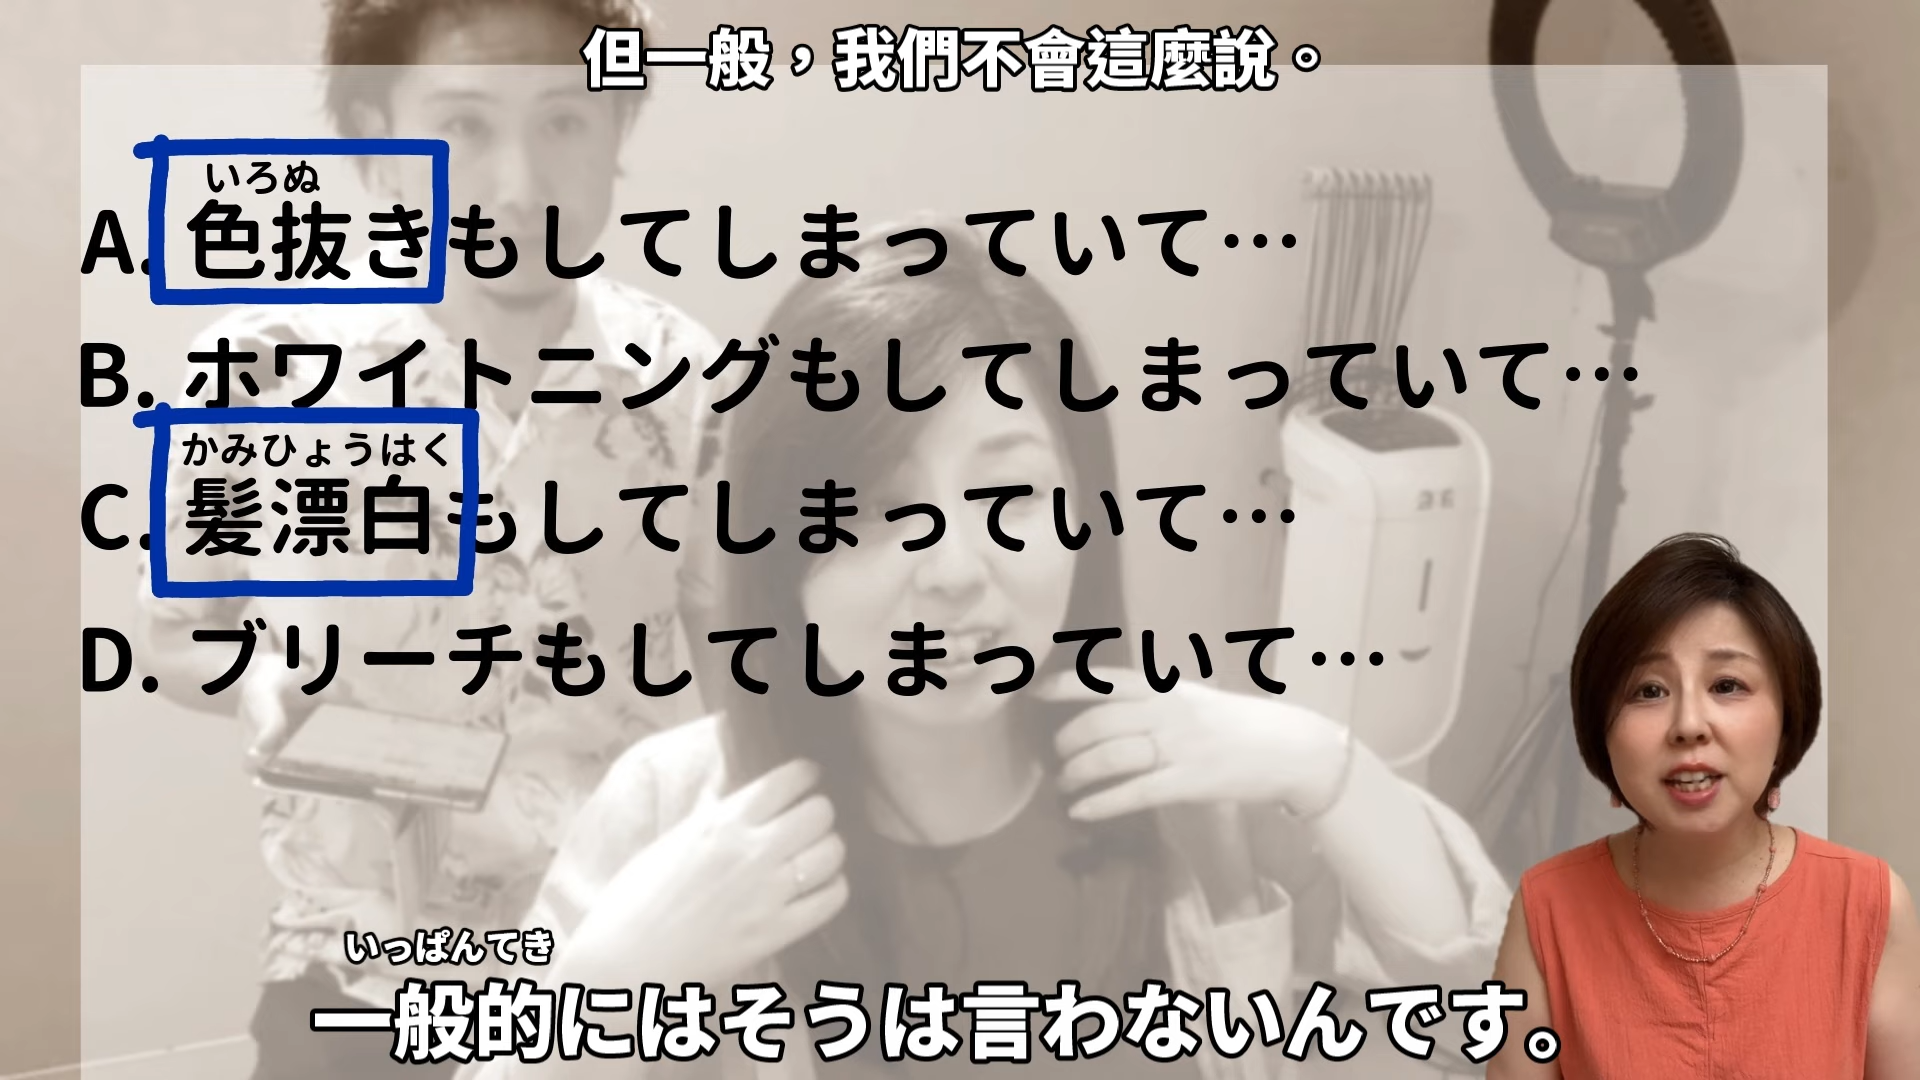 但一般，我們不會這麼說。
いろぬ
A. 色抜きもしてしまっていて…
B. ホワイトニングもしてしまっていて…
かみひょうはく
C. 髪漂白もしてしまっていて…
D. ブリーチもしてしまっていて…
いっぱんてき
一般的にはそうは言わないんです。